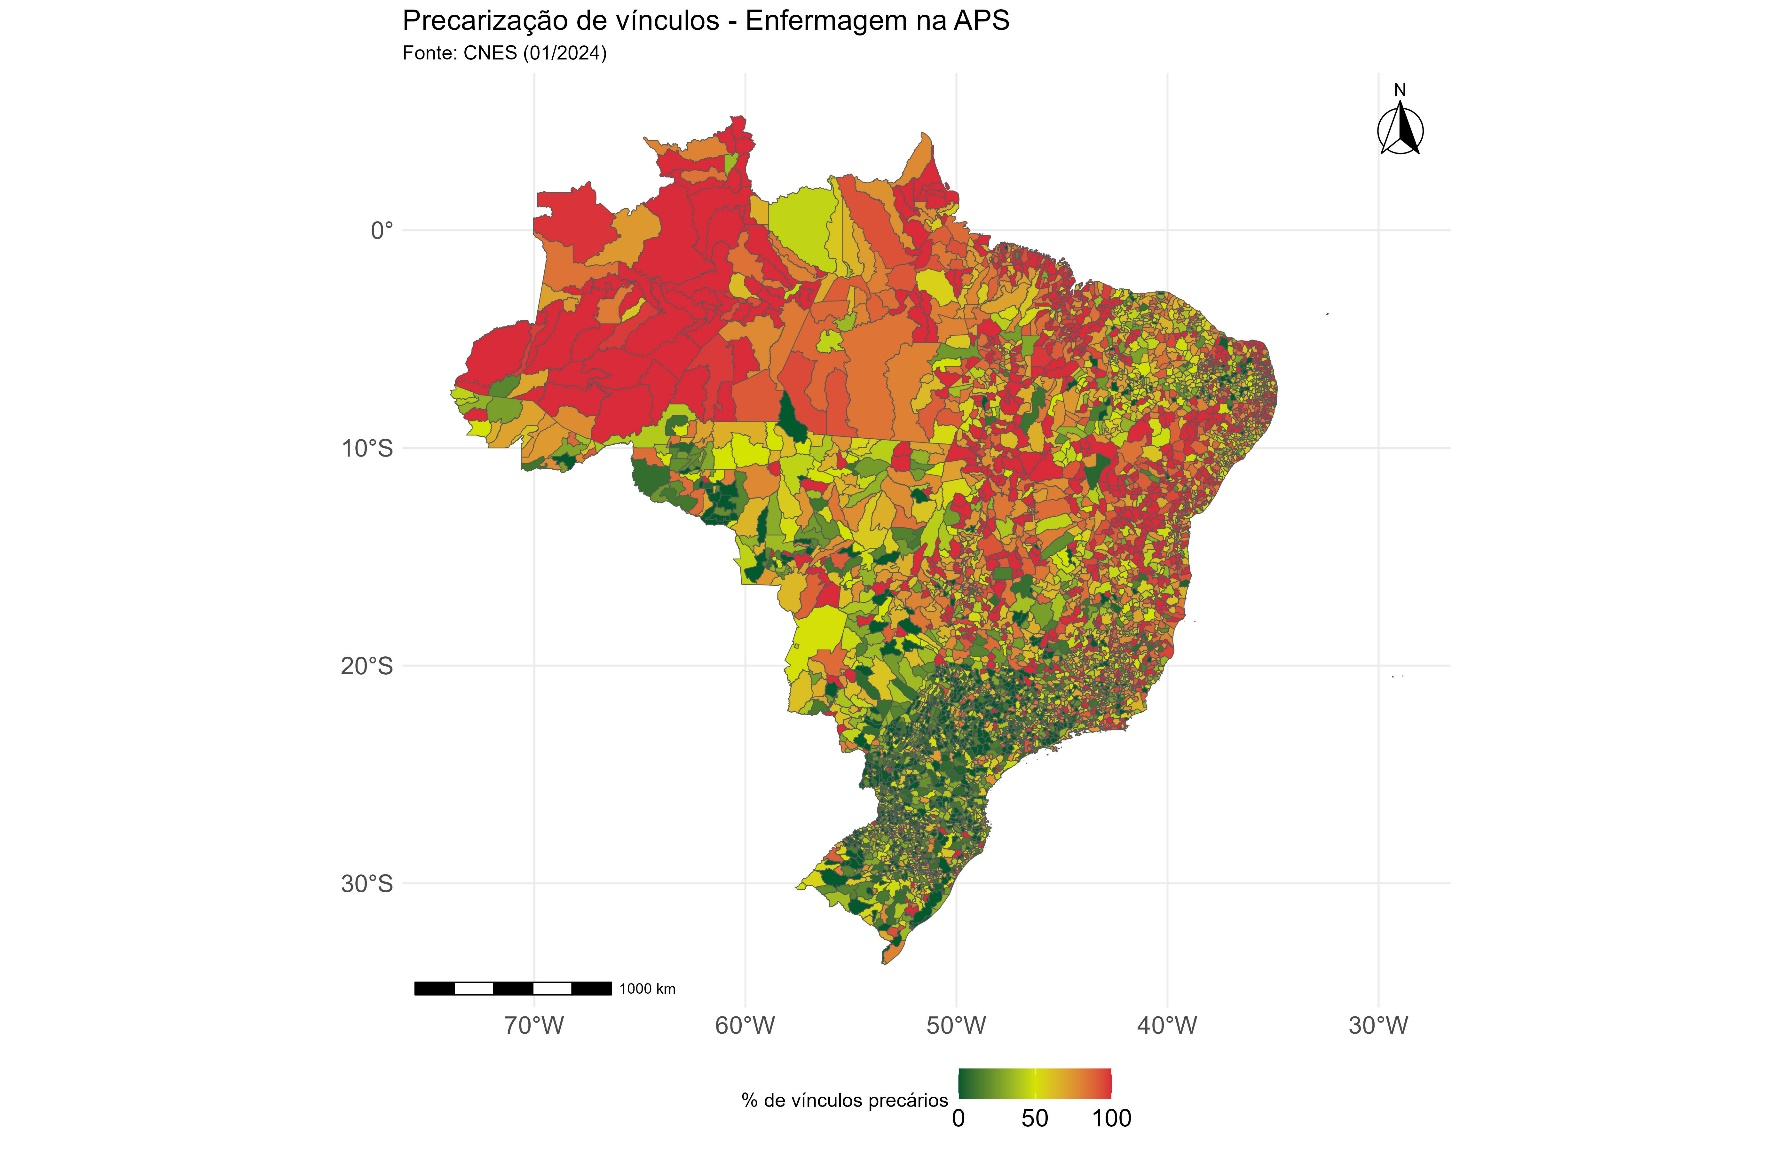 Precarização de vínculos - Enfermagem na APS
Fonte: CNES (01/2024)
N
0°
10°S
20°S
30°S
1000 km
70°W 60°W 50°W 40°W 30°W
% de vínculos precários
0 50 100